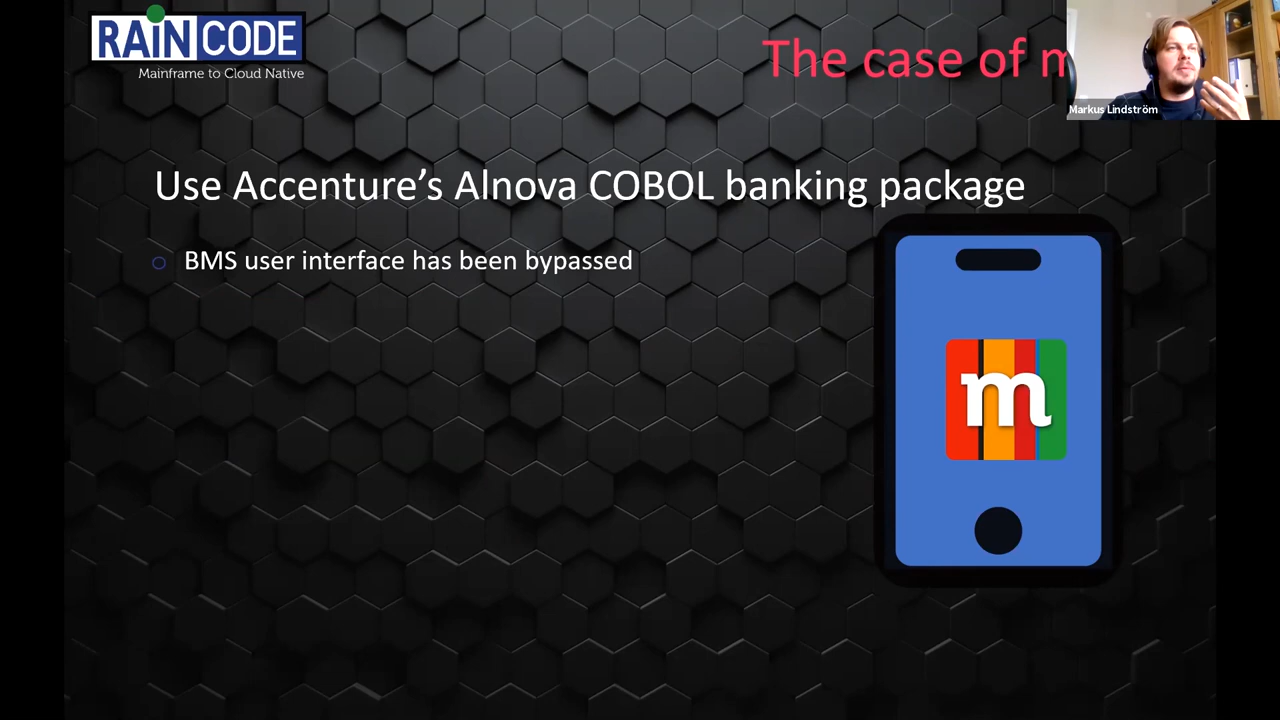 RAINCODE
Mainframe to Cloud Native
The case of m
Markus Lindström
Use Accenture’s Alnova COBOL banking package
BMS user interface has been bypassed
m